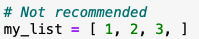 # Not recommended
my_list = [ 1, 2, 3, ]